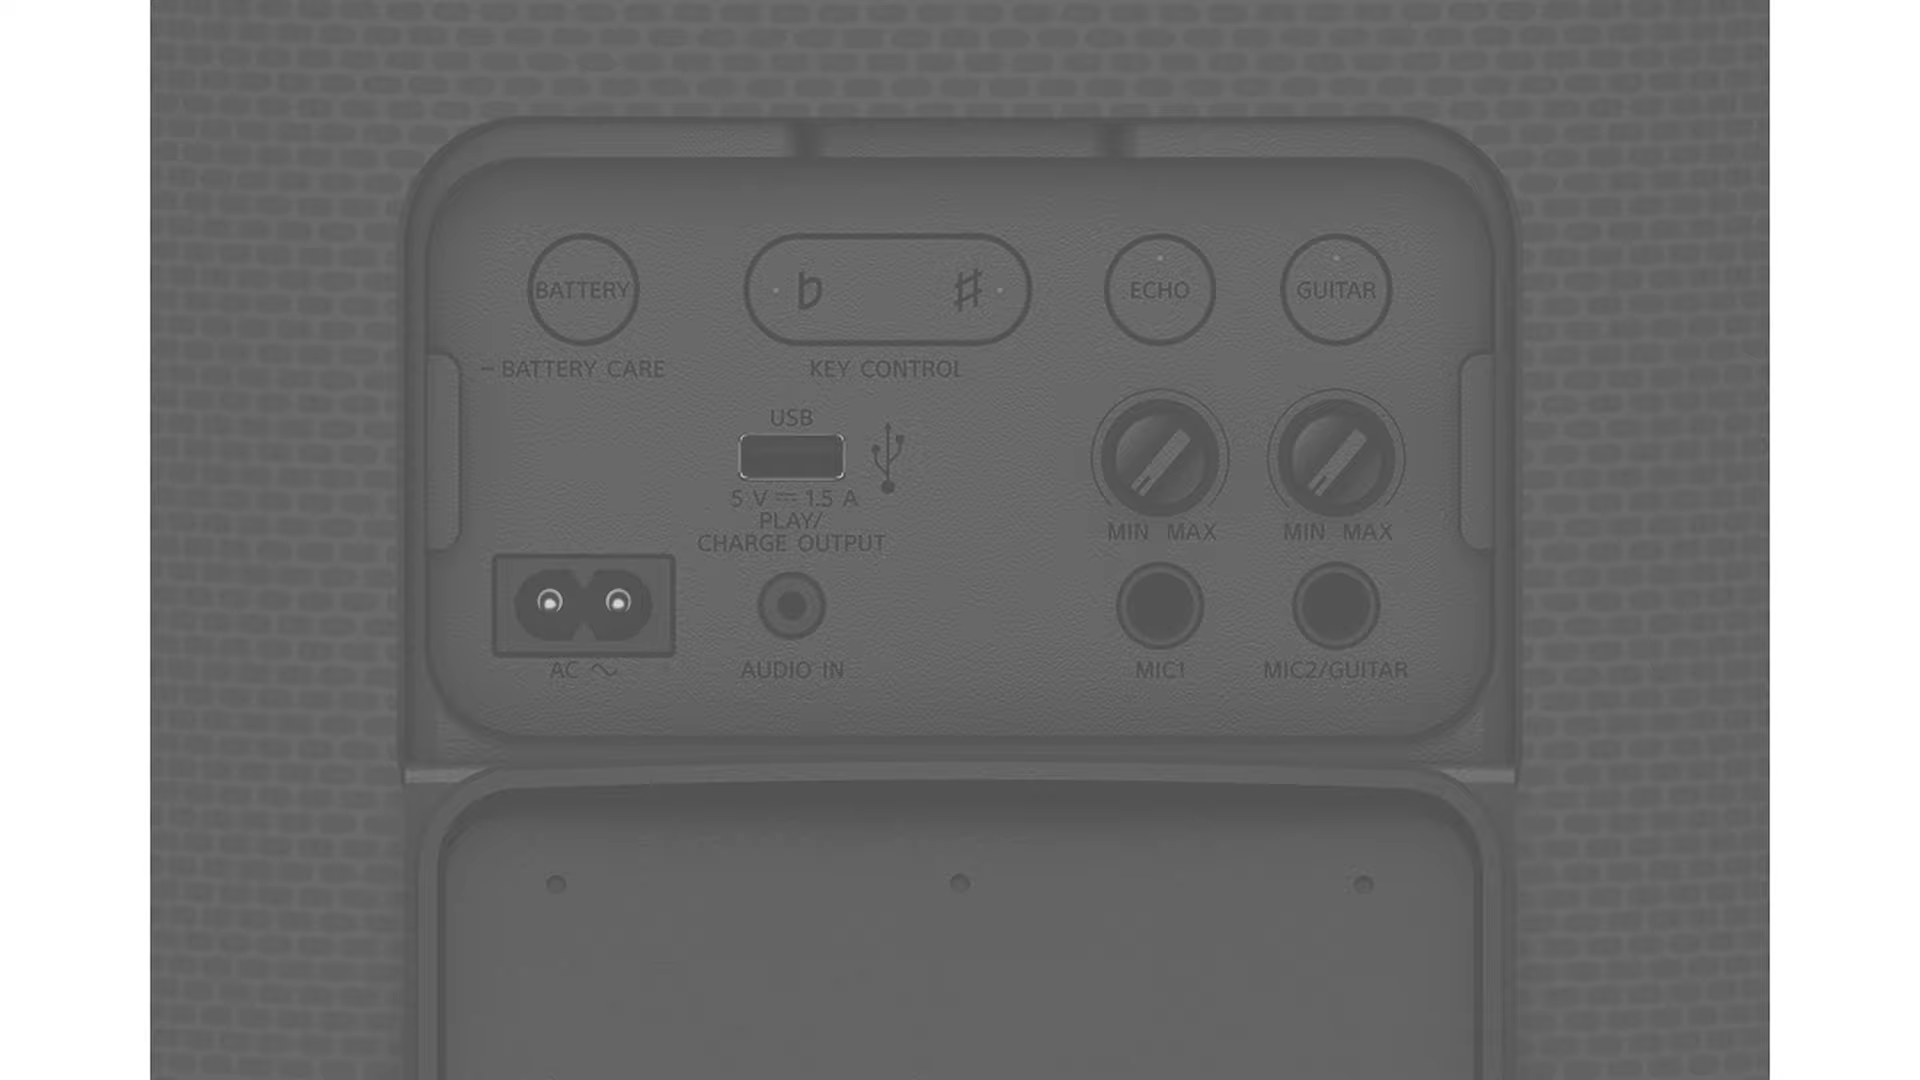 BATTERY
♭ ♯
ECHO
GUITAR
– BATTERY CARE
KEY CONTROL
USB
5 V ⎓ 1.5 A
PLAY/
CHARGE OUTPUT
MIN MAX
MIN MAX
AC ∿
AUDIO IN
MIC1
MIC2/GUITAR